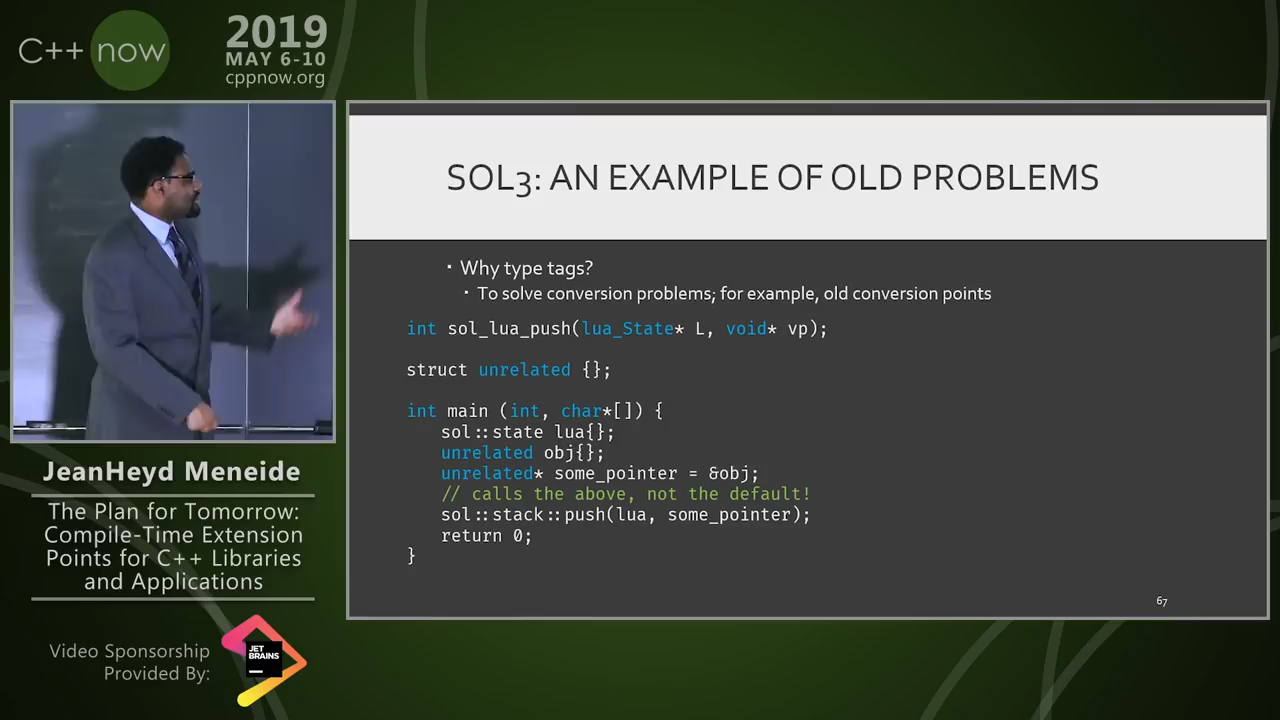 C++ now
2019
MAY 6-10
cppnow.org
SOL3: AN EXAMPLE OF OLD PROBLEMS
▪ Why type tags?
▪ To solve conversion problems; for example, old conversion points
int sol_lua_push(lua_State* L, void* vp);
struct unrelated {};
int main (int, char*[]) {
sol::state lua{};
unrelated obj{};
unrelated* some_pointer = &obj;
// calls the above, not the default!
sol::stack::push(lua, some_pointer);
return 0;
}
67
JeanHeyd Meneide
The Plan for Tomorrow:
Compile-Time Extension
Points for C++ Libraries
and Applications
Video Sponsorship
Provided By:
JET
BRAINS